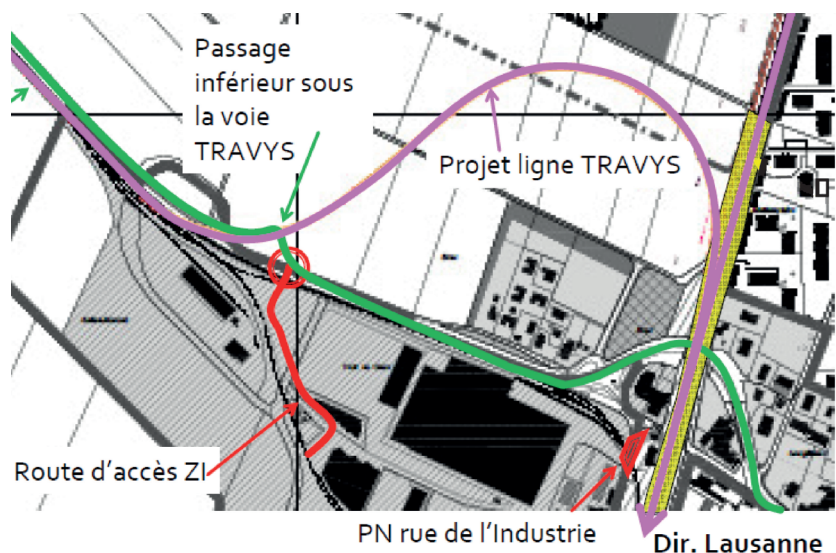 Passage
inférieur sous
la voie
TRAVYS
Projet ligne TRAVYS
Route d’accès ZI
PN rue de l’Industrie
Dir. Lausanne